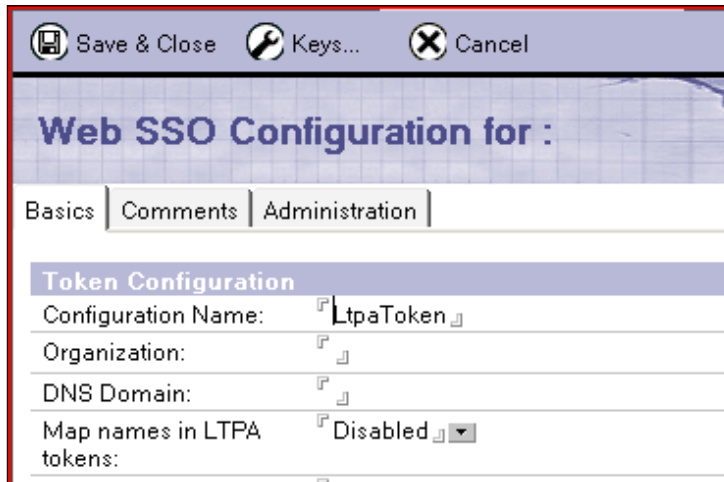 Save & Close Keys... Cancel
Web SSO Configuration for :
Basics Comments Administration
Token Configuration
Configuration Name: LtpaToken
Organization:
DNS Domain:
Map names in LTPA Disabled
tokens: